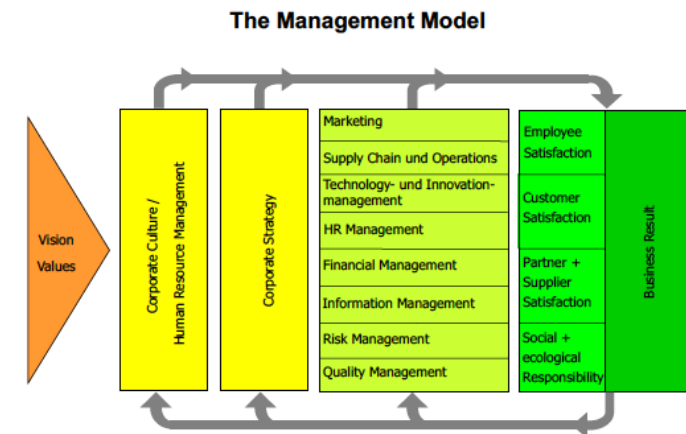 The Management Model
Vision
Values
Corporate Culture /
Human Resource Management
Corporate Strategy
Marketing
Supply Chain und Operations
Technology- und Innovation-
management
HR Management
Financial Management
Information Management
Risk Management
Quality Management
Employee
Satisfaction
Customer
Satisfaction
Partner +
Supplier
Satisfaction
Social +
ecological
Responsibility
Business Result